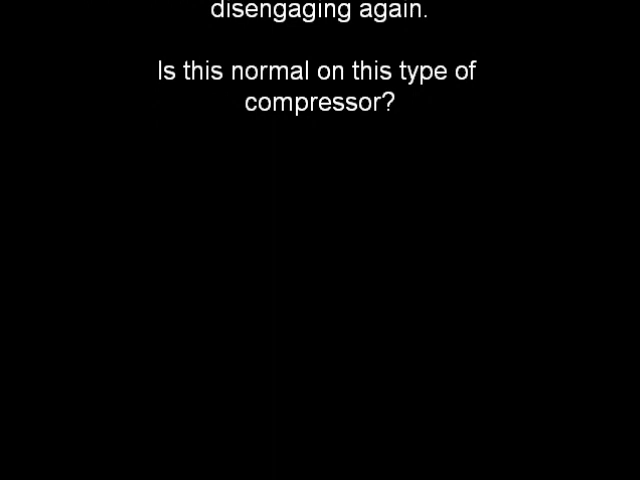 disengaging again.
Is this normal on this type of
compressor?